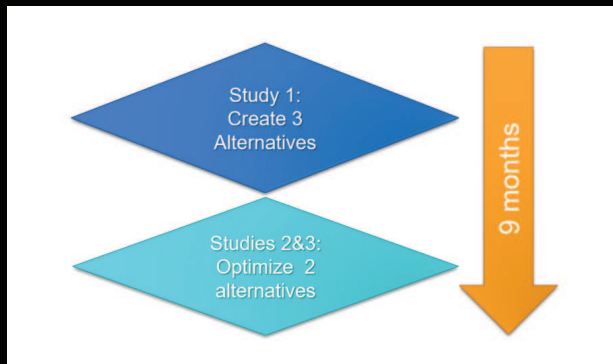 Study 1:
Create 3
Alternatives
Studies 2&3:
Optimize 2
alternatives
9 months